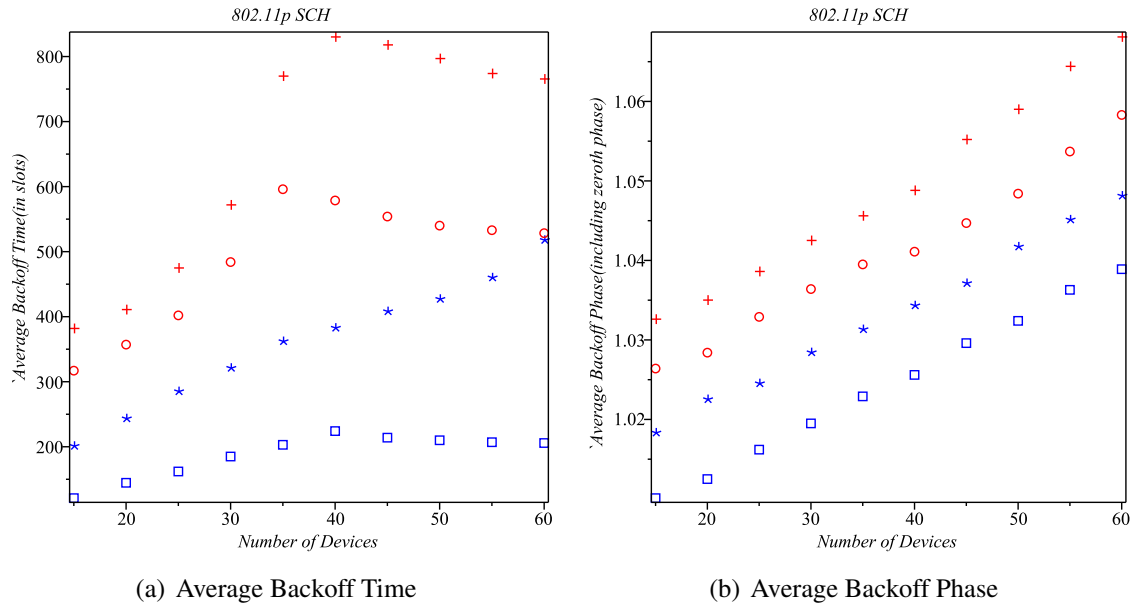 802.11p SCH
800
700
600
500
400
300
200
`Average Backoff Time(in slots)
20 30 40 50 60
Number of Devices
(a) Average Backoff Time
802.11p SCH
1.06
1.05
1.04
1.03
1.02
`Average Backoff Phase(including zeroth phase)
20 30 40 50 60
Number of Devices
(b) Average Backoff Phase